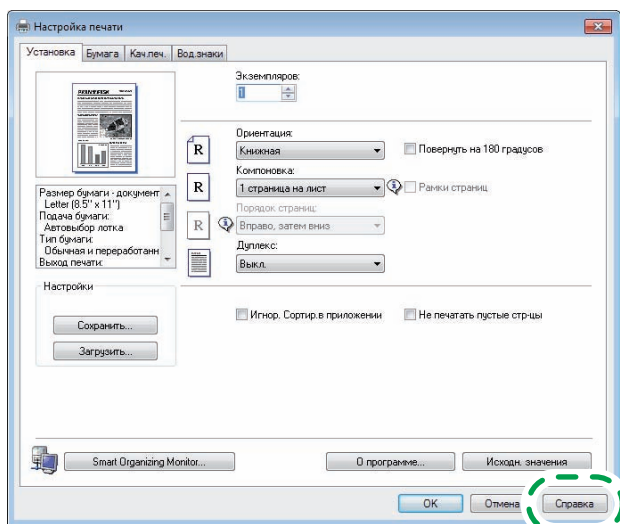 Настройка печати
Установка Бумага Кач.печ. Вод.знаки
Экземпляров:
1
Ориентация:
R Книжная Повернуть на 180 градусов
Компоновка:
R 1 страница на лист Рамки страниц
Порядок страниц:
R Вправо, затем вниз
Дуплекс:
Выкл.
Размер бумаги - документ
Letter (8.5" x 11")
Подача бумаги:
Автовыбор лотка
Тип бумаги:
Обычная и переработанн
Выход печати:
Настройки
Сохранить...
Загрузить...
Игнор. Сортир.в приложении Не печатать пустые стр-цы
Smart Organizing Monitor... О программе... Исходн. значения
OK Отмена Справка